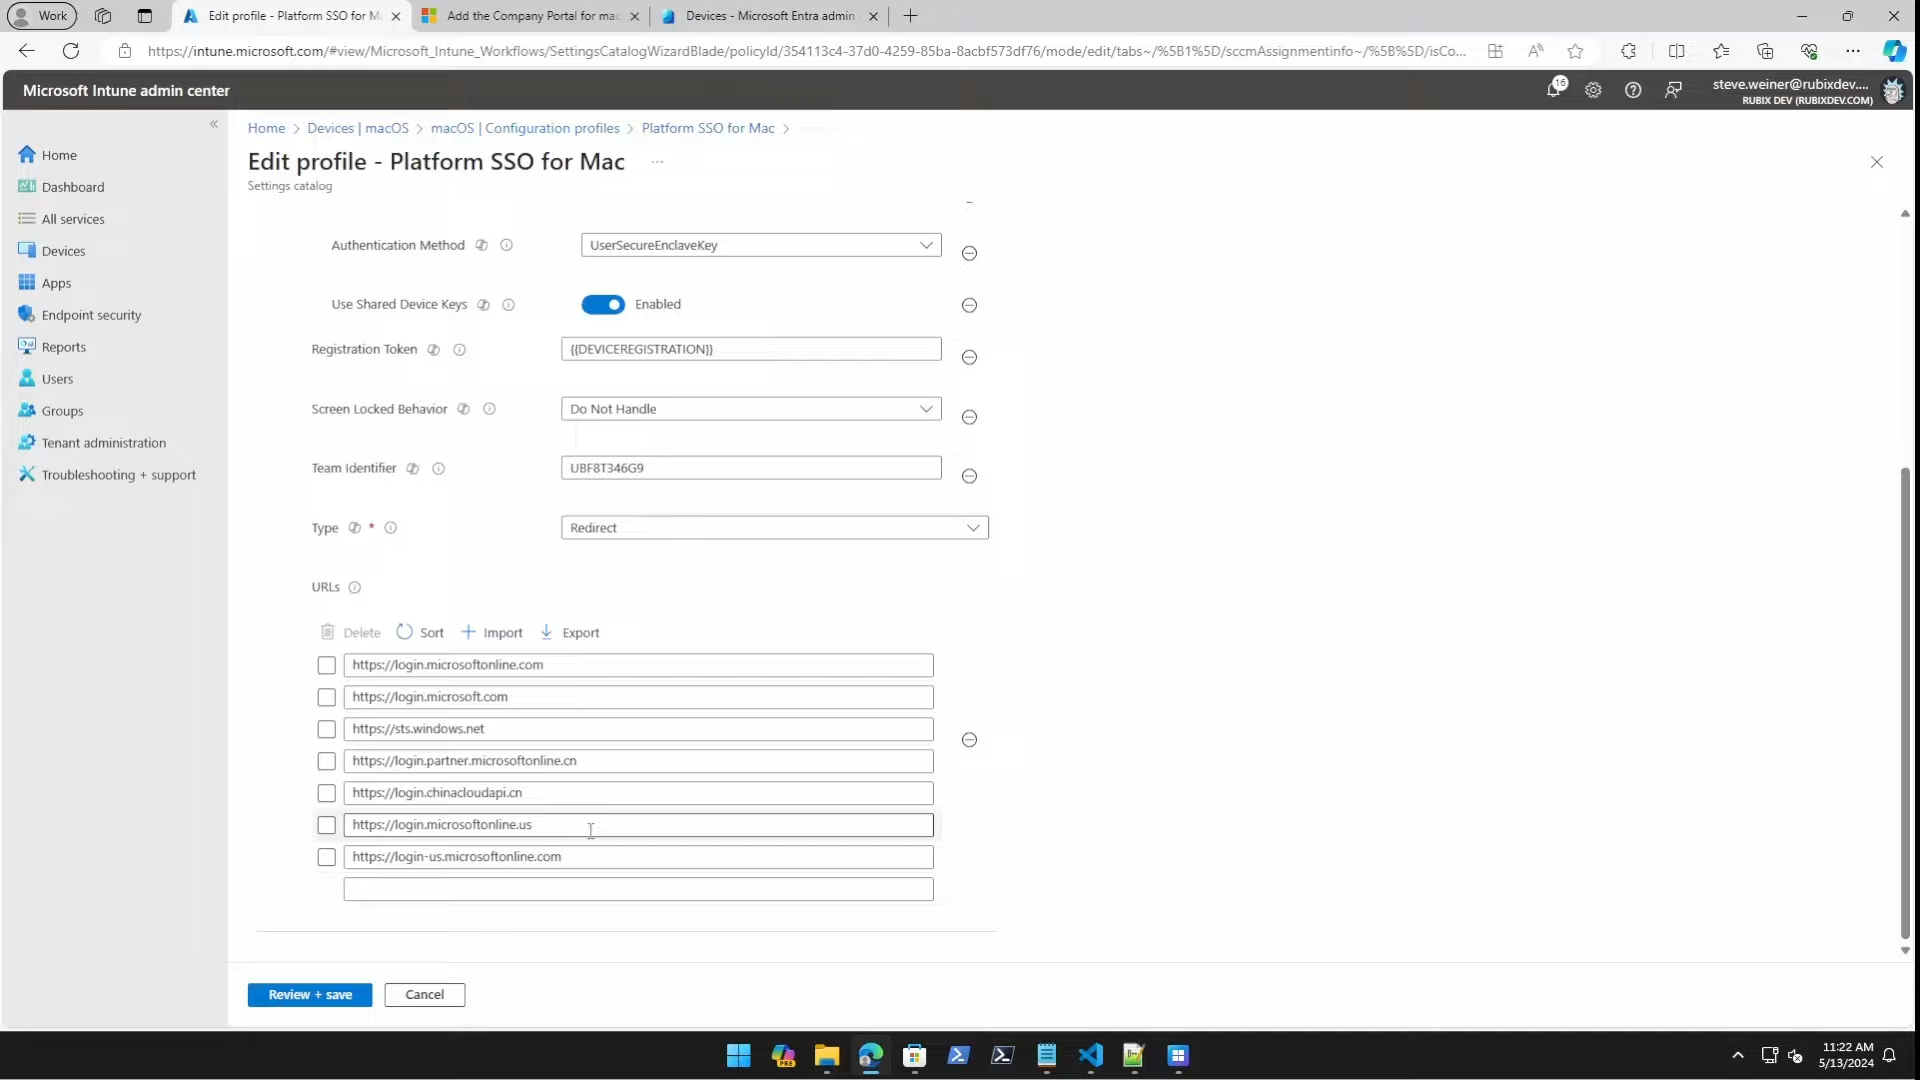 Work
Edit profile - Platform SSO for M
Add the Company Portal for mac
Devices - Microsoft Entra admin
https://intune.microsoft.com/#view/Microsoft_Intune_Workflows/SettingsCatalogWizardBlade/policyId/354113c4-37d0-4259-85ba-8acbf573df76/mode/edit/tabs~/%5B1%5D/sccmAssignmentinfo~/%5B%5D/isCo...
Microsoft Intune admin center
16
steve.weiner@rubixdev....
RUBIX DEV (RUBIXDEV.COM)
Home
Dashboard
All services
Devices
Apps
Endpoint security
Reports
Users
Groups
Tenant administration
Troubleshooting + support
Home > Devices | macOS > macOS | Configuration profiles > Platform SSO for Mac >
Edit profile - Platform SSO for Mac ...
Settings catalog
Authentication Method UserSecureEnclaveKey
Use Shared Device Keys Enabled
Registration Token {{DEVICEREGISTRATION}}
Screen Locked Behavior Do Not Handle
Team Identifier UBF8T346G9
Type * Redirect
URLs
Delete Sort Import Export
https://login.microsoftonline.com
https://login.microsoft.com
https://sts.windows.net
https://login.partner.microsoftonline.cn
https://login.chinacloudapi.cn
https://login.microsoftonline.us
https://login-us.microsoftonline.com
Review + save Cancel
PRE
11:22 AM
5/13/2024